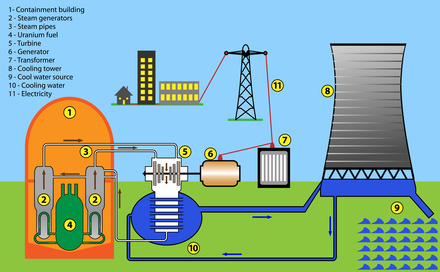 1- Containment building
2 - Steam generators
3 - Steam pipes
4 - Uranium fuel
5 - Turbine
6 - Generator
7 - Transformer
8 - Cooling tower
9 - Cool water source
10 - Cooling water
11 - Electricity
1
8
11
7
3
5
6
2
2
4
9
10